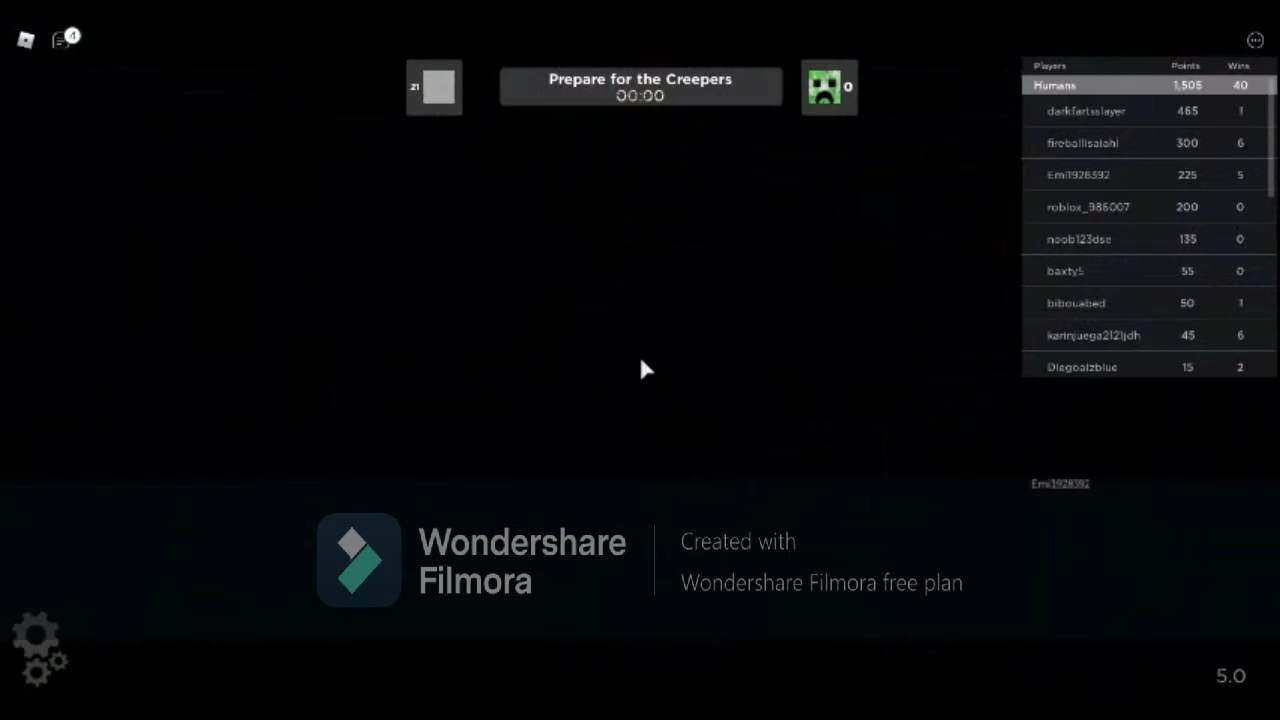 4
21
Prepare for the Creepers
00:00
0
Players Points Wins
Humans 1,505 40
darkfartsslayer 465 1
fireballisaiahl 300 6
Emi1928392 225 5
roblox_986007 200 0
noob123dse 135 0
baxty5 55 0
bibouabed 50 1
karinjuega2121jdh 45 6
Diegoalzblue 15 2
Emi1928392
Wondershare
Filmora
Created with
Wondershare Filmora free plan
5.0